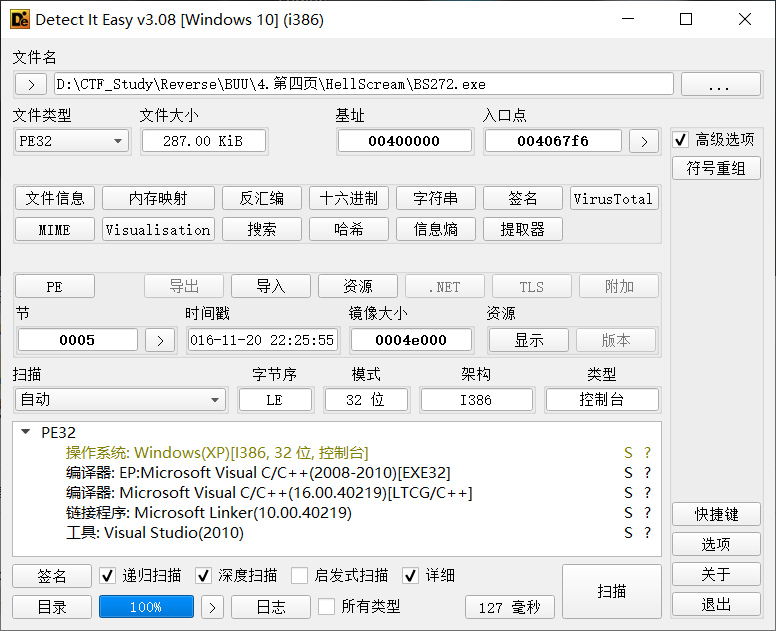 Detect It Easy v3.08 [Windows 10] (i386)
文件名
> D:\CTF_Study\Reverse\BUU\4.第四页\HellScream\BS272.exe ...
文件类型 文件大小 基址 入口点
PE32 287.00 KiB 00400000 004067f6 > 高级选项
符号重组
文件信息 内存映射 反汇编 十六进制 字符串 签名 VirusTotal
MIME Visualisation 搜索 哈希 信息熵 提取器
PE 导出 导入 资源 .NET TLS 附加
节 时间戳 镜像大小 资源
0005 > 016-11-20 22:25:55 0004e000 显示 版本
扫描 字节序 模式 架构 类型
自动 LE 32 位 I386 控制台
PE32
操作系统: Windows(XP)[I386, 32 位, 控制台] S ?
编译器: EP:Microsoft Visual C/C++(2008-2010)[EXE32] S ?
编译器: Microsoft Visual C/C++(16.00.40219)[LTCG/C++] S ?
链接程序: Microsoft Linker(10.00.40219) S ?
工具: Visual Studio(2010) S ?
快捷键
选项
关于
退出
签名 递归扫描 深度扫描 启发式扫描 详细
目录 100% > 日志 所有类型 127 毫秒 扫描